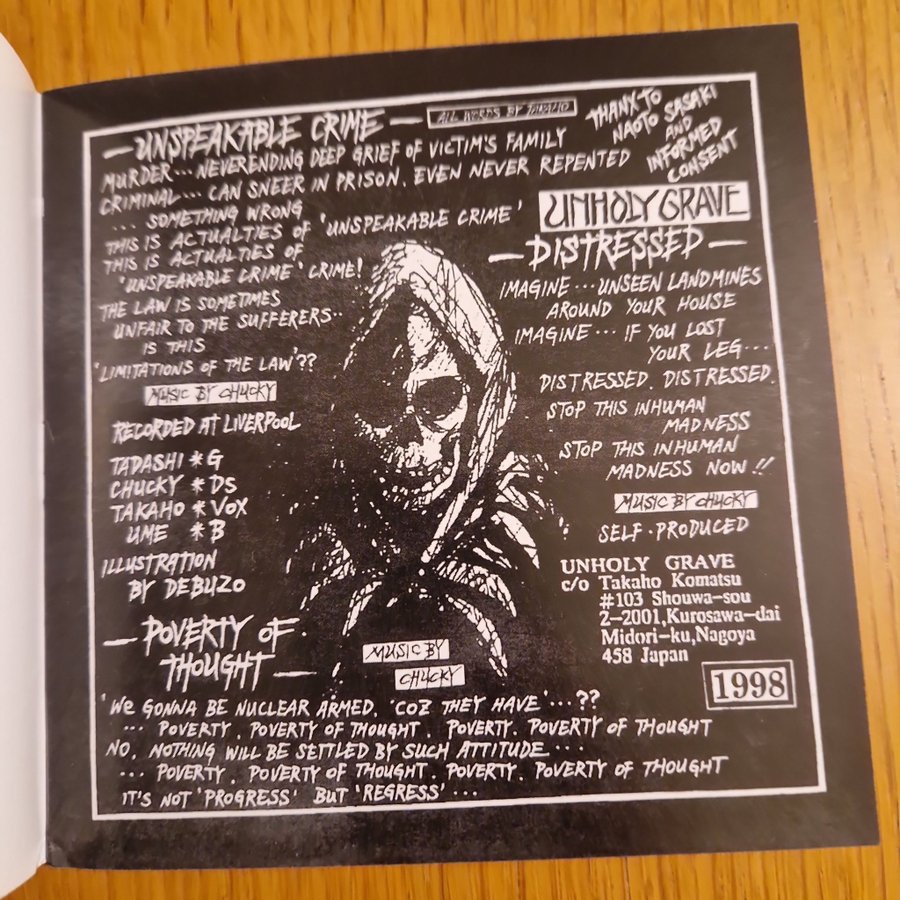 — UNSPEAKABLE CRIME —
ALL WORDS BY TAKAHO
MURDER ··· NEVERENDING DEEP GRIEF OF VICTIM'S FAMILY
CRIMINAL ··· CAN SNEER IN PRISON. EVEN NEVER REPENTED
... SOMETHING WRONG
THIS IS ACTUALTIES OF 'UNSPEAKABLE CRIME'
THIS IS ACTUALTIES OF
'UNSPEAKABLE CRIME' CRIME!
THE LAW IS SOMETIMES
UNFAIR TO THE SUFFERERS···
IS THIS
'LIMITATIONS OF THE LAW'??
MUSIC BY CHUCKY
RECORDED AT LIVERPOOL
TADASHI * G
CHUCKY * DS
TAKAHO * VOX
UME * B
ILLUSTRATION
BY DEBUZO
THANX TO
NAOTO SASAKI
AND
INFORMED
CONSENT
UNHOLY GRAVE
— DISTRESSED —
IMAGINE ··· UNSEEN LANDMINES
AROUND YOUR HOUSE
IMAGINE ··· IF YOU LOST
YOUR LEG ···
DISTRESSED. DISTRESSED.
STOP THIS INHUMAN
MADNESS
STOP THIS INHUMAN
MADNESS NOW!!
MUSIC BY CHUCKY
SELF-PRODUCED
UNHOLY GRAVE
c/o Takaho Komatsu
#103 Shouwa-sou
2-2001,Kurosawa-dai
Midori-ku,Nagoya
458 Japan
1998
— POVERTY OF
THOUGHT —
MUSIC BY
CHUCKY
'WE GONNA BE NUCLEAR ARMED, 'COZ THEY HAVE' ···??
··· POVERTY. POVERTY OF THOUGHT. POVERTY. POVERTY OF THOUGHT
NO, NOTHING WILL BE SETTLED BY SUCH ATTITUDE ···
··· POVERTY. POVERTY OF THOUGHT. POVERTY. POVERTY OF THOUGHT
IT'S NOT 'PROGRESS' BUT 'REGRESS' ···